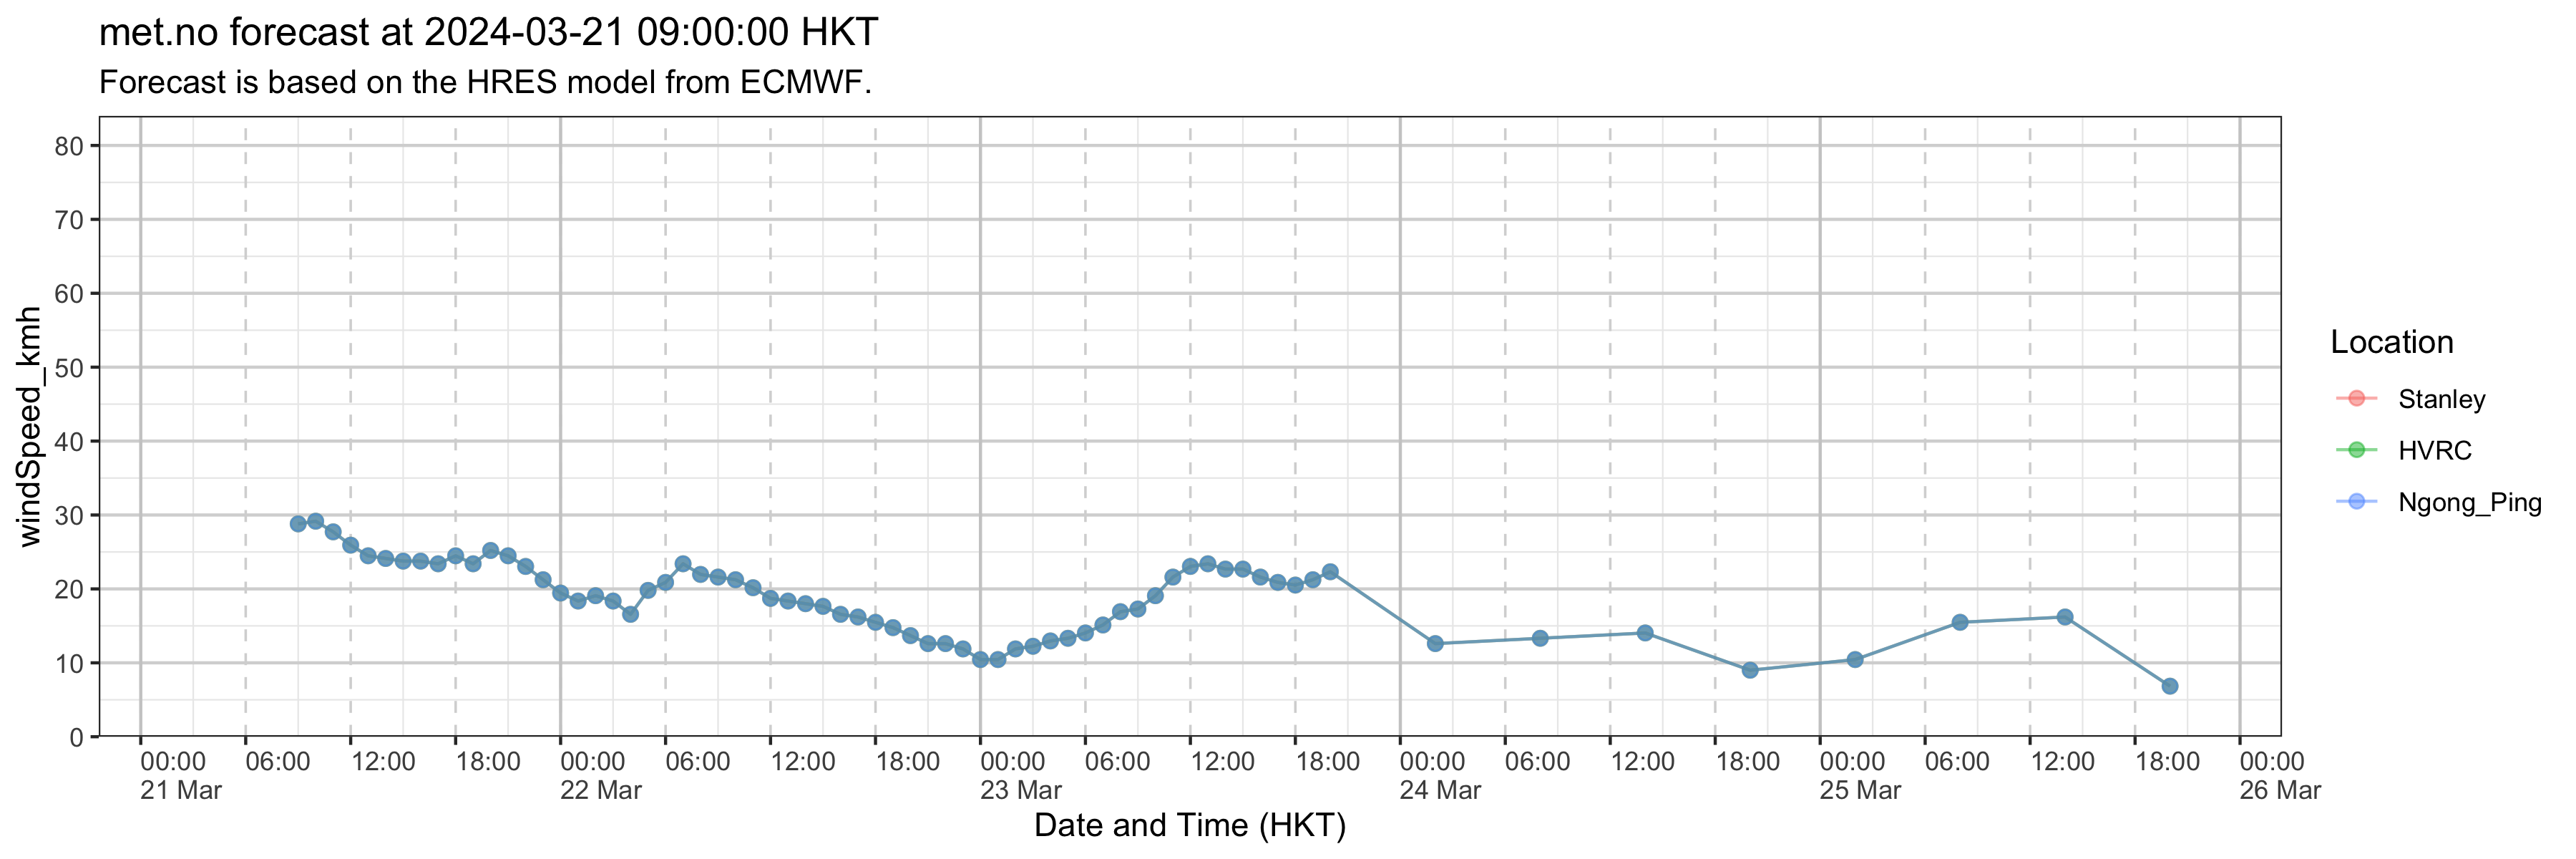 met.no forecast at 2024-03-21 09:00:00 HKT
Forecast is based on the HRES model from ECMWF.
windSpeed_kmh
80
70
60
50
40
30
20
10
0
00:00 06:00 12:00 18:00 00:00 06:00 12:00 18:00 00:00 06:00 12:00 18:00 00:00 06:00 12:00 18:00 00:00 06:00 12:00 18:00 00:00
21 Mar 22 Mar 23 Mar 24 Mar 25 Mar 26 Mar
Date and Time (HKT)
Location
Stanley
HVRC
Ngong_Ping